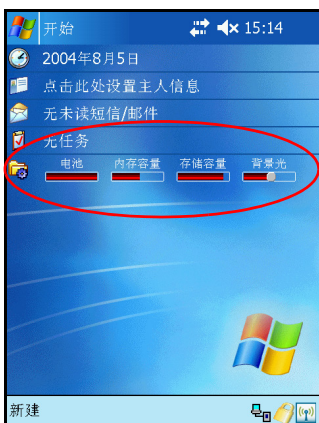 开始 15:14
2004年8月5日
点击此处设置主人信息
无未读短信/邮件
无任务
电池 内存容量 存储容量 背景光
新建